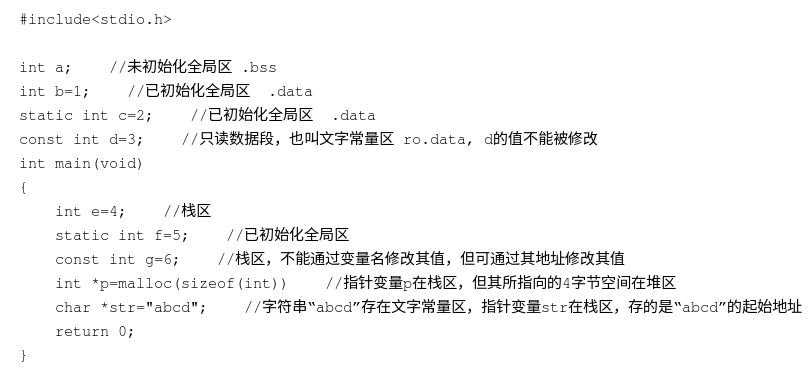 #include<stdio.h>
int a;    //未初始化全局区 .bss
int b=1;    //已初始化全局区  .data
static int c=2;    //已初始化全局区  .data
const int d=3;    //只读数据段，也叫文字常量区 ro.data, d的值不能被修改
int main(void)
{
    int e=4;    //栈区
    static int f=5;    //已初始化全局区
    const int g=6;    //栈区，不能通过变量名修改其值，但可通过其地址修改其值
    int *p=malloc(sizeof(int))    //指针变量p在栈区，但其所指向的4字节空间在堆区
    char *str="abcd";    //字符串“abcd”存在文字常量区，指针变量str在栈区，存的是“abcd”的起始地址
    return 0;
}